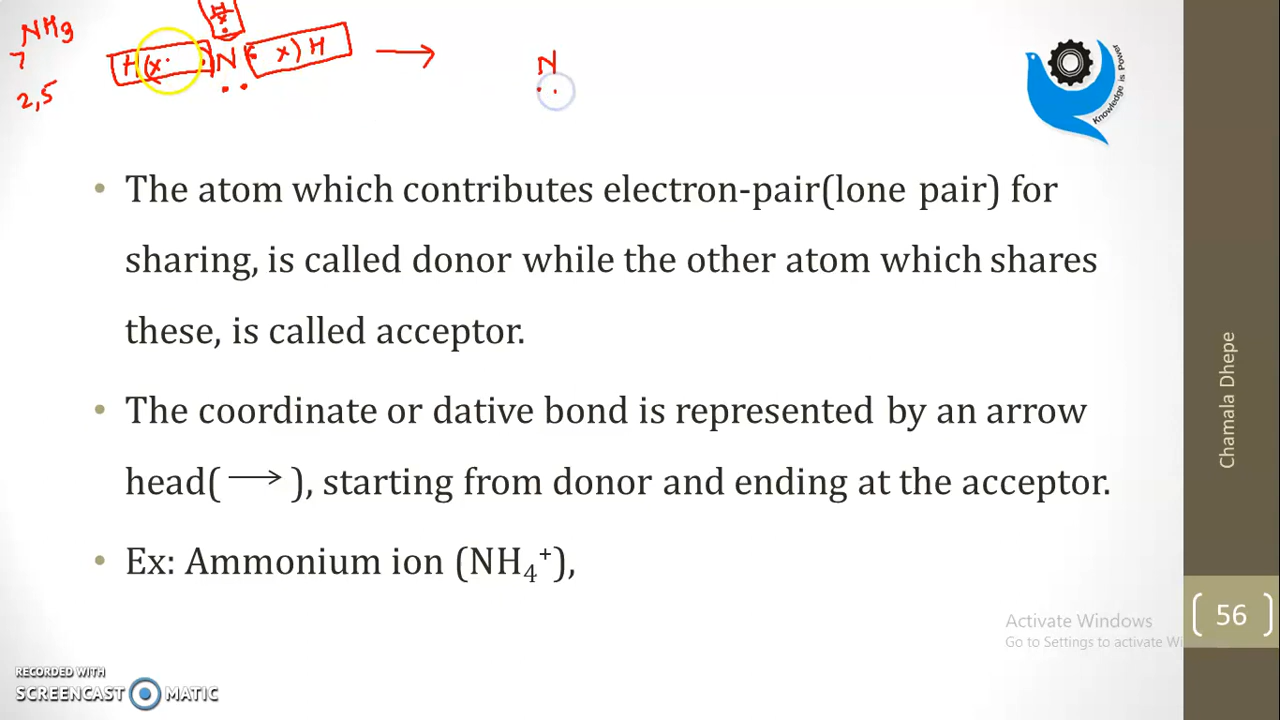 NH3
7
2,5
H
H(x· ·N· x)H → N
Knowledge is Power
• The atom which contributes electron-pair(lone pair) for
sharing, is called donor while the other atom which shares
these, is called acceptor.
• The coordinate or dative bond is represented by an arrow
head( → ), starting from donor and ending at the acceptor.
• Ex: Ammonium ion (NH₄⁺),
Chamala Dhepe
56
Activate Windows
Go to Settings to activate Wi
RECORDED WITH
SCREENCAST MATIC